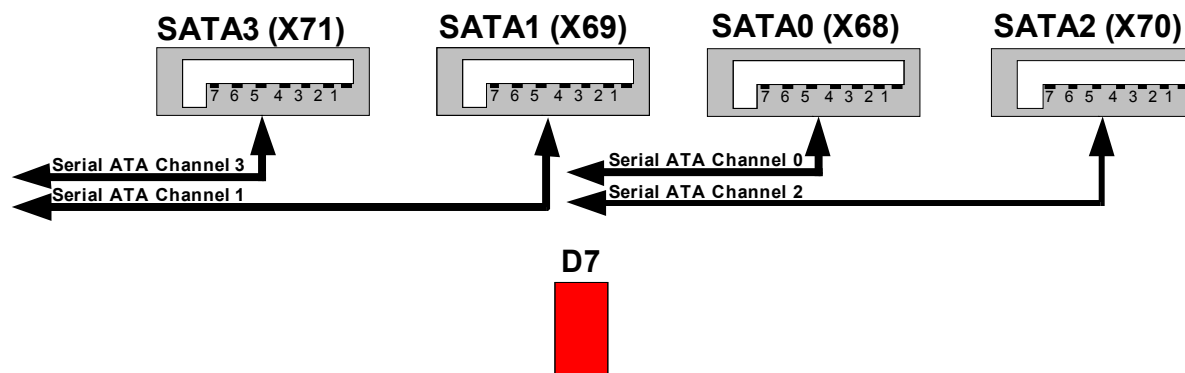 SATA3 (X71) SATA1 (X69) SATA0 (X68) SATA2 (X70)
7 6 5 4 3 2 1 7 6 5 4 3 2 1 7 6 5 4 3 2 1 7 6 5 4 3 2 1
Serial ATA Channel 3 Serial ATA Channel 0
Serial ATA Channel 1 Serial ATA Channel 2
D7